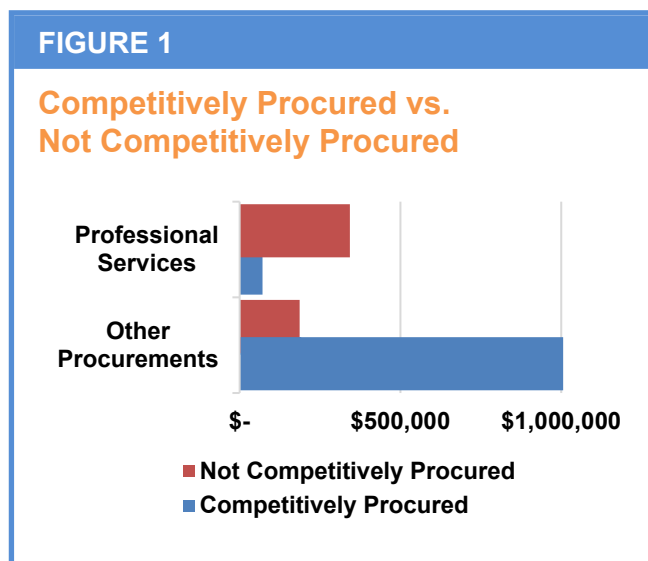 FIGURE 1
Competitively Procured vs.
Not Competitively Procured
Professional
Services
Other
Procurements
$-
$500,000
$1,000,000
Not Competitively Procured
Competitively Procured